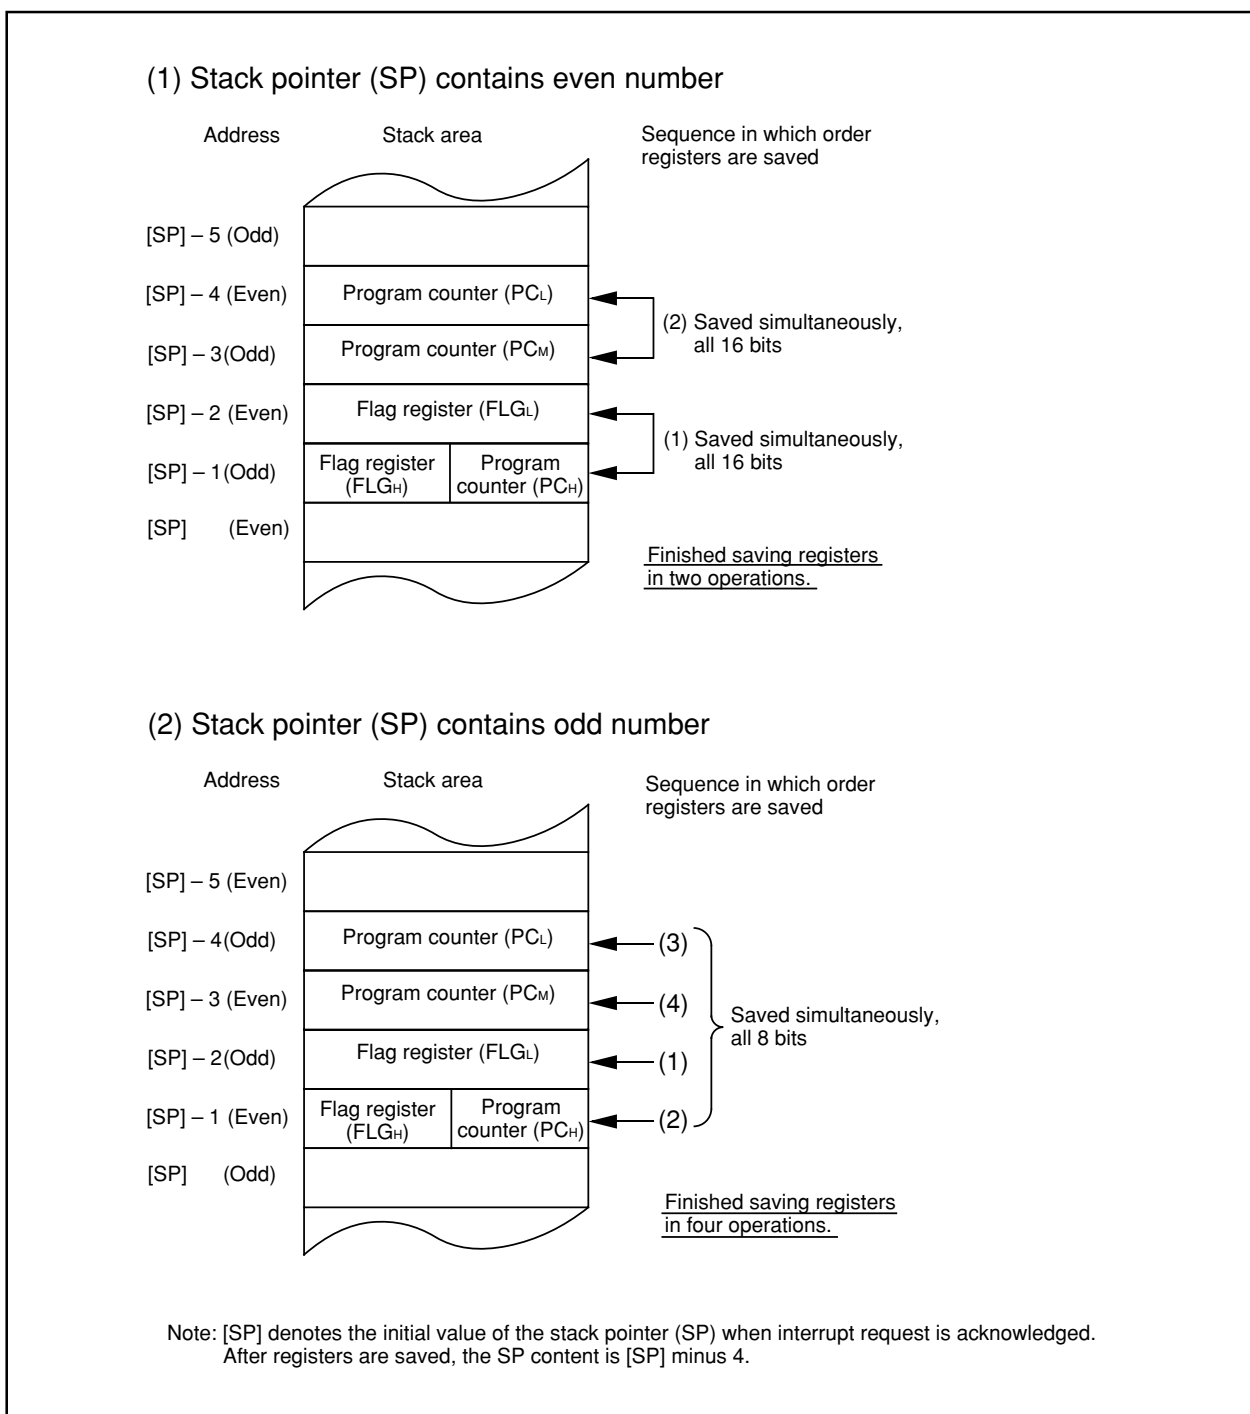 (1) Stack pointer (SP) contains even number
Address Stack area Sequence in which order
registers are saved
[SP] – 5 (Odd)
[SP] – 4 (Even) Program counter (PCL)
(2) Saved simultaneously,
all 16 bits
[SP] – 3(Odd) Program counter (PCM)
[SP] – 2 (Even) Flag register (FLGL)
(1) Saved simultaneously,
all 16 bits
[SP] – 1(Odd) Flag register Program
(FLGH) counter (PCH)
[SP] (Even)
Finished saving registers
in two operations.
(2) Stack pointer (SP) contains odd number
Address Stack area Sequence in which order
registers are saved
[SP] – 5 (Even)
[SP] – 4(Odd) Program counter (PCL) (3)
[SP] – 3 (Even) Program counter (PCM) (4)
Saved simultaneously,
all 8 bits
[SP] – 2(Odd) Flag register (FLGL) (1)
[SP] – 1 (Even) Flag register Program (2)
(FLGH) counter (PCH)
[SP] (Odd)
Finished saving registers
in four operations.
Note: [SP] denotes the initial value of the stack pointer (SP) when interrupt request is acknowledged.
After registers are saved, the SP content is [SP] minus 4.